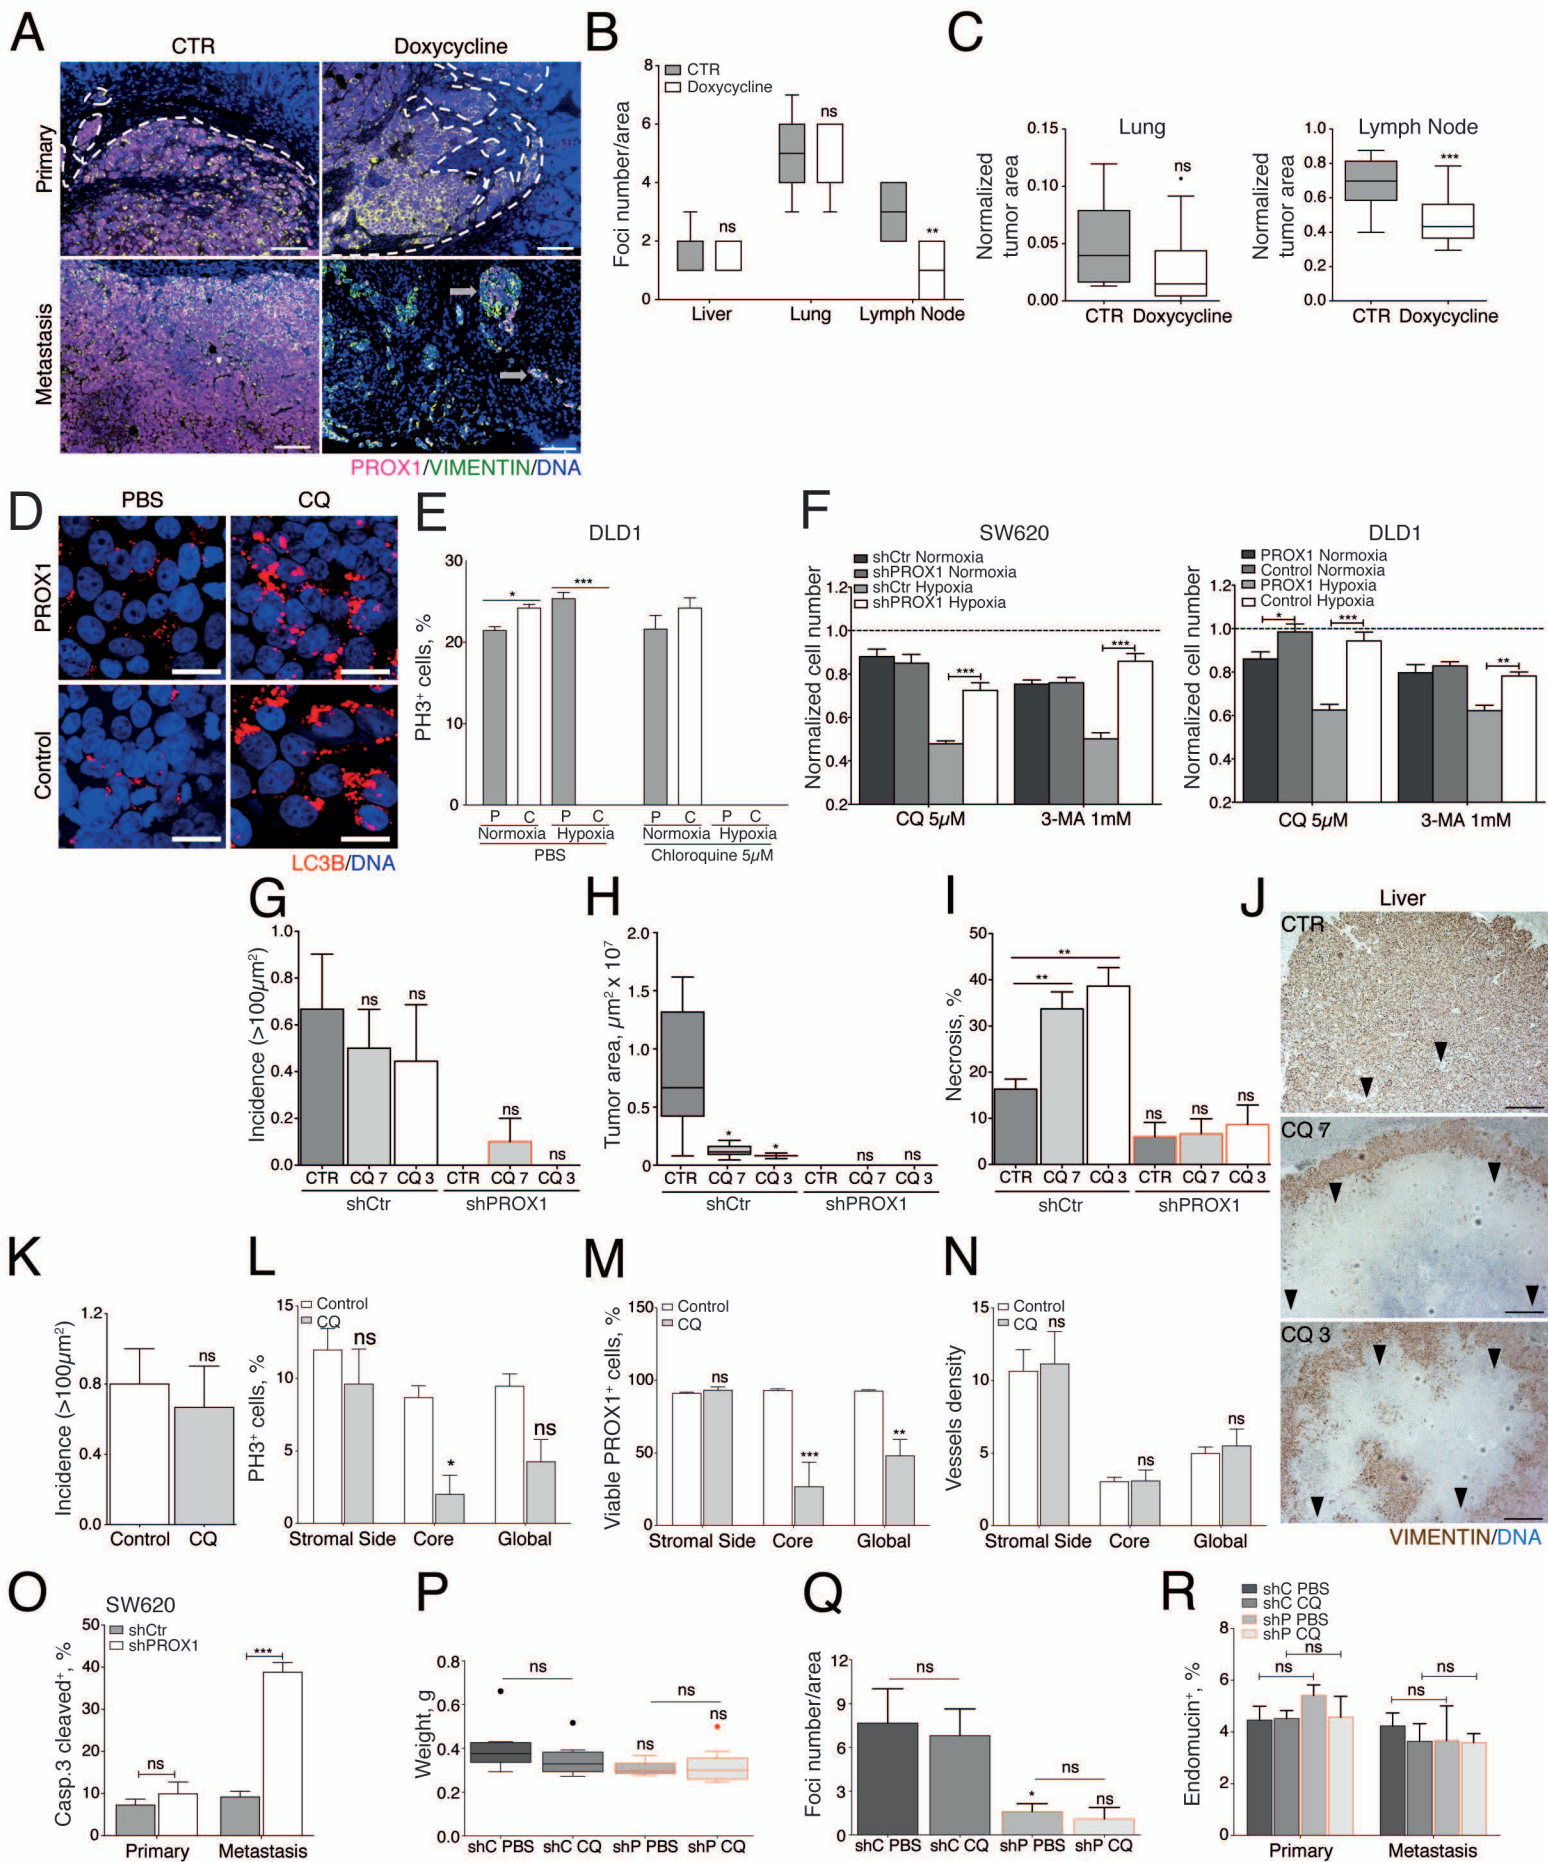 A
CTR
Doxycycline
Primary
Metastasis
PROX1/VIMENTIN/DNA
B
CTR
Doxycycline
Foci number/area
8
6
4
2
0
ns
ns
**
Liver
Lung
Lymph Node
C
Lung
Normalized
tumor area
0.15
0.10
0.05
0.00
ns
CTR
Doxycycline
Lymph Node
Normalized
tumor area
1.0
0.8
0.6
0.4
0.2
0.0
***
CTR
Doxycycline
D
PBS
CQ
PROX1
Control
LC3B/DNA
E
DLD1
PH3+ cells, %
30
20
10
0
*
***
P C P C P C P C
Normoxia Hypoxia Normoxia Hypoxia
PBS Chloroquine 5µM
F
SW620
shCtr Normoxia
shPROX1 Normoxia
shCtr Hypoxia
shPROX1 Hypoxia
Normalized cell number
1.2
1.0
0.8
0.6
0.4
0.2
***
***
CQ 5µM
3-MA 1mM
DLD1
PROX1 Normoxia
Control Normoxia
PROX1 Hypoxia
Control Hypoxia
Normalized cell number
1.2
1.0
0.8
0.6
0.4
0.2
*
***
**
CQ 5µM
3-MA 1mM
G
Incidence (>100µm²)
1.0
0.8
0.6
0.4
0.2
0.0
ns ns ns ns
CTR CQ 7 CQ 3 CTR CQ 7 CQ 3
shCtr shPROX1
H
Tumor area, µm² x 10⁷
2.0
1.5
1.0
0.5
0
* * ns ns
CTR CQ 7 CQ 3 CTR CQ 7 CQ 3
shCtr shPROX1
I
Necrosis, %
50
40
30
20
10
0
**
**
ns ns ns
CTR CQ 7 CQ 3 CTR CQ 7 CQ 3
shCtr shPROX1
J
Liver
CTR
CQ 7
CQ 3
VIMENTIN/DNA
K
Incidence (>100µm²)
1.2
0.8
0.4
0.0
ns
Control CQ
L
Control
CQ
PH3+ cells, %
15
10
5
0
ns
*
ns
Stromal Side Core Global
M
Control
CQ
Viable PROX1+ cells, %
150
100
50
0
ns
***
**
Stromal Side Core Global
N
Control
CQ
Vessels density
15
10
5
0
ns
ns
ns
Stromal Side Core Global
O
SW620
shCtr
shPROX1
Casp.3 cleaved+, %
50
40
30
20
10
0
ns
***
Primary Metastasis
P
Weight, g
0.8
0.6
0.4
0.2
0.0
ns
ns
ns
ns
shC PBS shC CQ shP PBS shP CQ
Q
Foci number/area
12
9
6
3
0
ns
ns
*
ns
shC PBS shC CQ shP PBS shP CQ
R
shC PBS
shC CQ
shP PBS
shP CQ
Endomucin+, %
8
6
4
2
0
ns
ns
ns
ns
Primary Metastasis